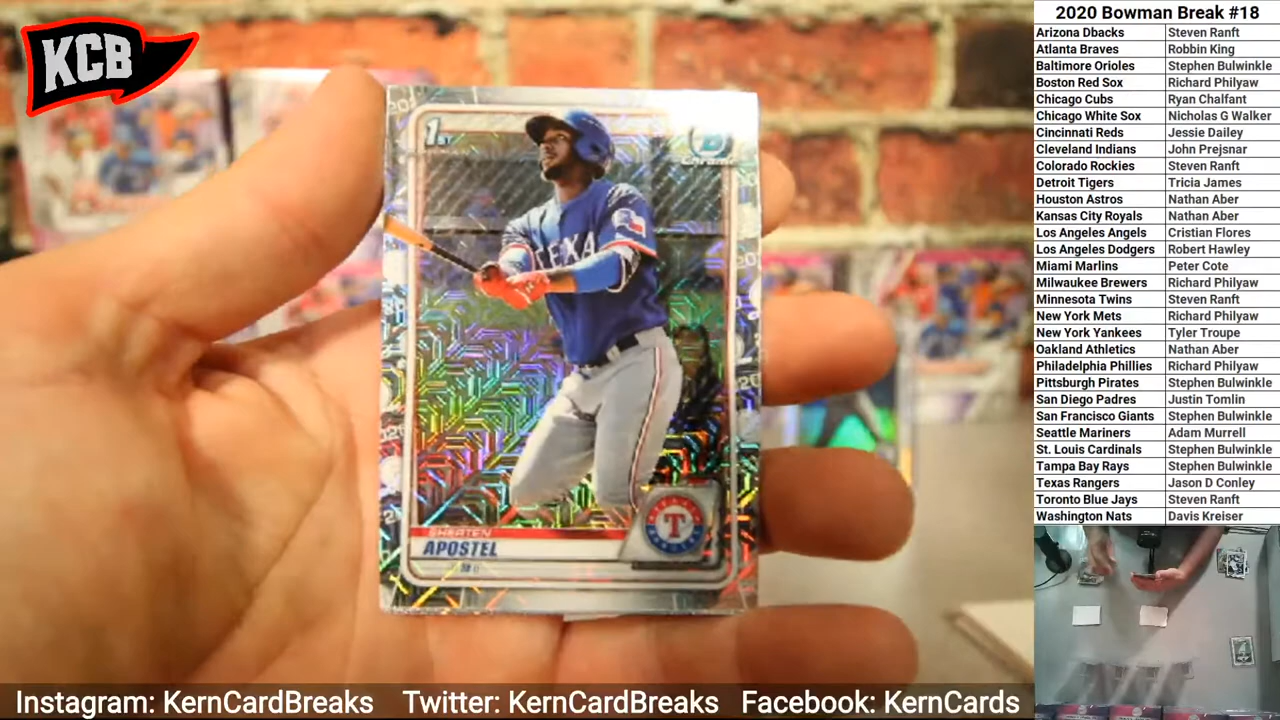 KCB
1st
Chrome
TEXA
SHERTEN
APOSTEL
T
2020 Bowman Break #18
Arizona Dbacks Steven Ranft
Atlanta Braves Robbin King
Baltimore Orioles Stephen Bulwinkle
Boston Red Sox Richard Philyaw
Chicago Cubs Ryan Chalfant
Chicago White Sox Nicholas G Walker
Cincinnati Reds Jessie Dailey
Cleveland Indians John Prejsnar
Colorado Rockies Steven Ranft
Detroit Tigers Tricia James
Houston Astros Nathan Aber
Kansas City Royals Nathan Aber
Los Angeles Angels Cristian Flores
Los Angeles Dodgers Robert Hawley
Miami Marlins Peter Cote
Milwaukee Brewers Richard Philyaw
Minnesota Twins Steven Ranft
New York Mets Richard Philyaw
New York Yankees Tyler Troupe
Oakland Athletics Nathan Aber
Philadelphia Phillies Richard Philyaw
Pittsburgh Pirates Stephen Bulwinkle
San Diego Padres Justin Tomlin
San Francisco Giants Stephen Bulwinkle
Seattle Mariners Adam Murrell
St. Louis Cardinals Stephen Bulwinkle
Tampa Bay Rays Stephen Bulwinkle
Texas Rangers Jason D Conley
Toronto Blue Jays Steven Ranft
Washington Nats Davis Kreiser
Instagram: KernCardBreaks Twitter: KernCardBreaks Facebook: KernCards